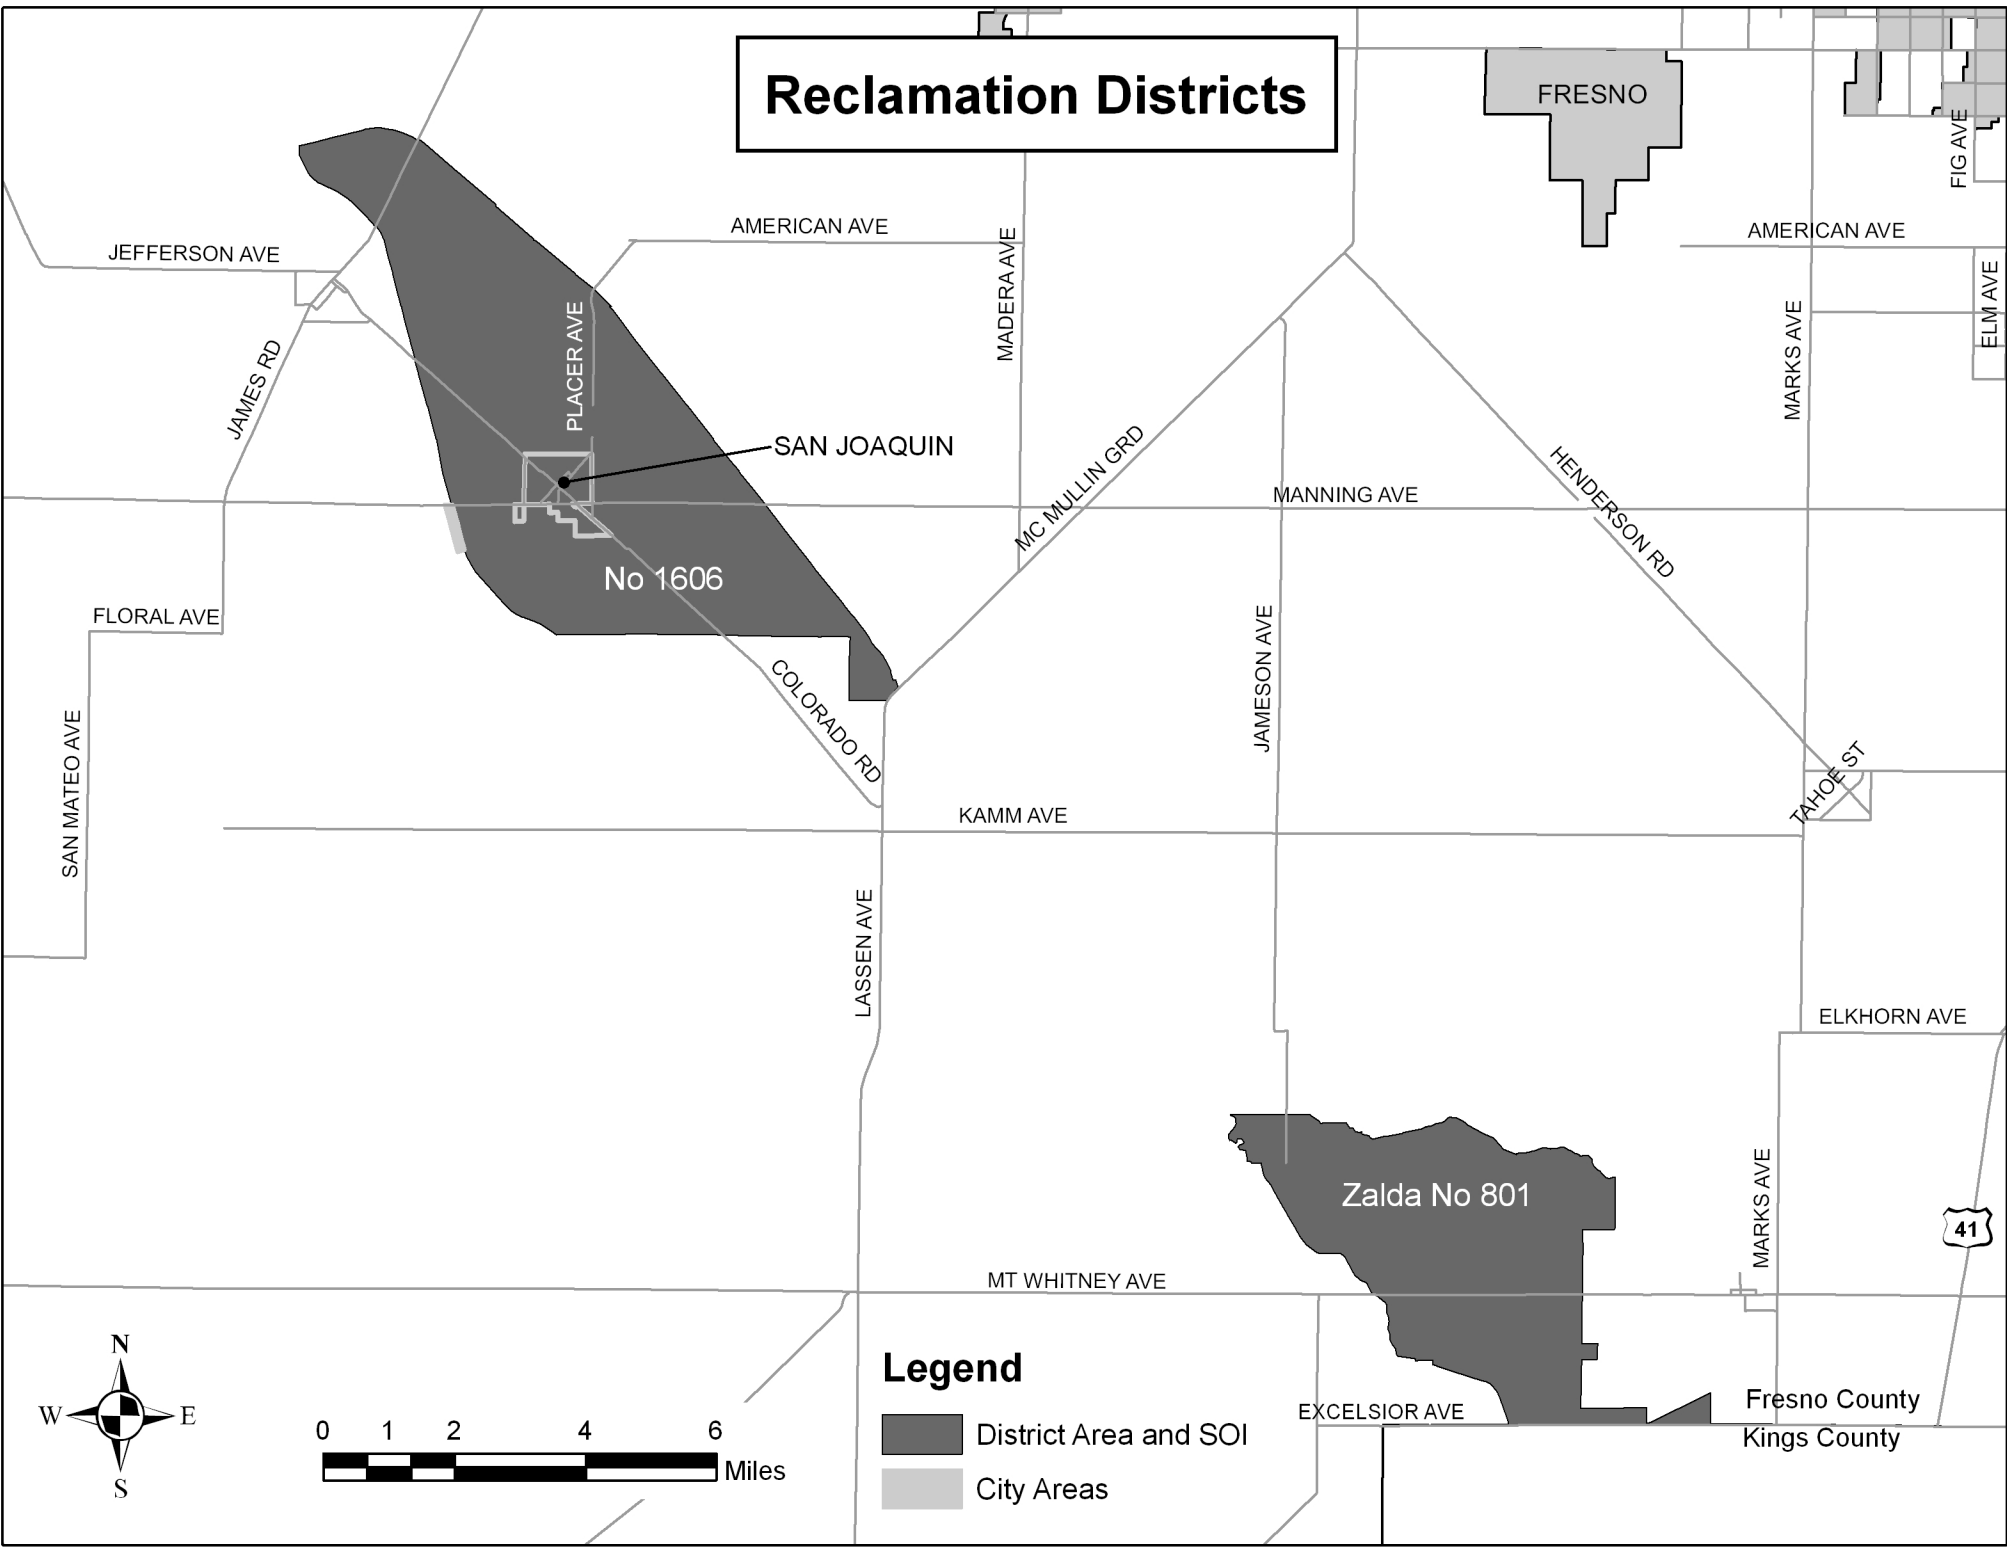 Reclamation Districts
FRESNO
FIG AVE
AMERICAN AVE
AMERICAN AVE
JEFFERSON AVE
MADERA AVE
ELM AVE
PLACER AVE
MARKS AVE
JAMES RD
SAN JOAQUIN
MC MULLIN GRD
MANNING AVE
HENDERSON RD
No 1606
FLORAL AVE
JAMESON AVE
COLORADO RD
SAN MATEO AVE
TAHOE ST
KAMM AVE
LASSEN AVE
ELKHORN AVE
Zalda No 801
MARKS AVE
41
MT WHITNEY AVE
N
W E
S
0 1 2 4 6
Miles
Legend
District Area and SOI
City Areas
EXCELSIOR AVE
Fresno County
Kings County